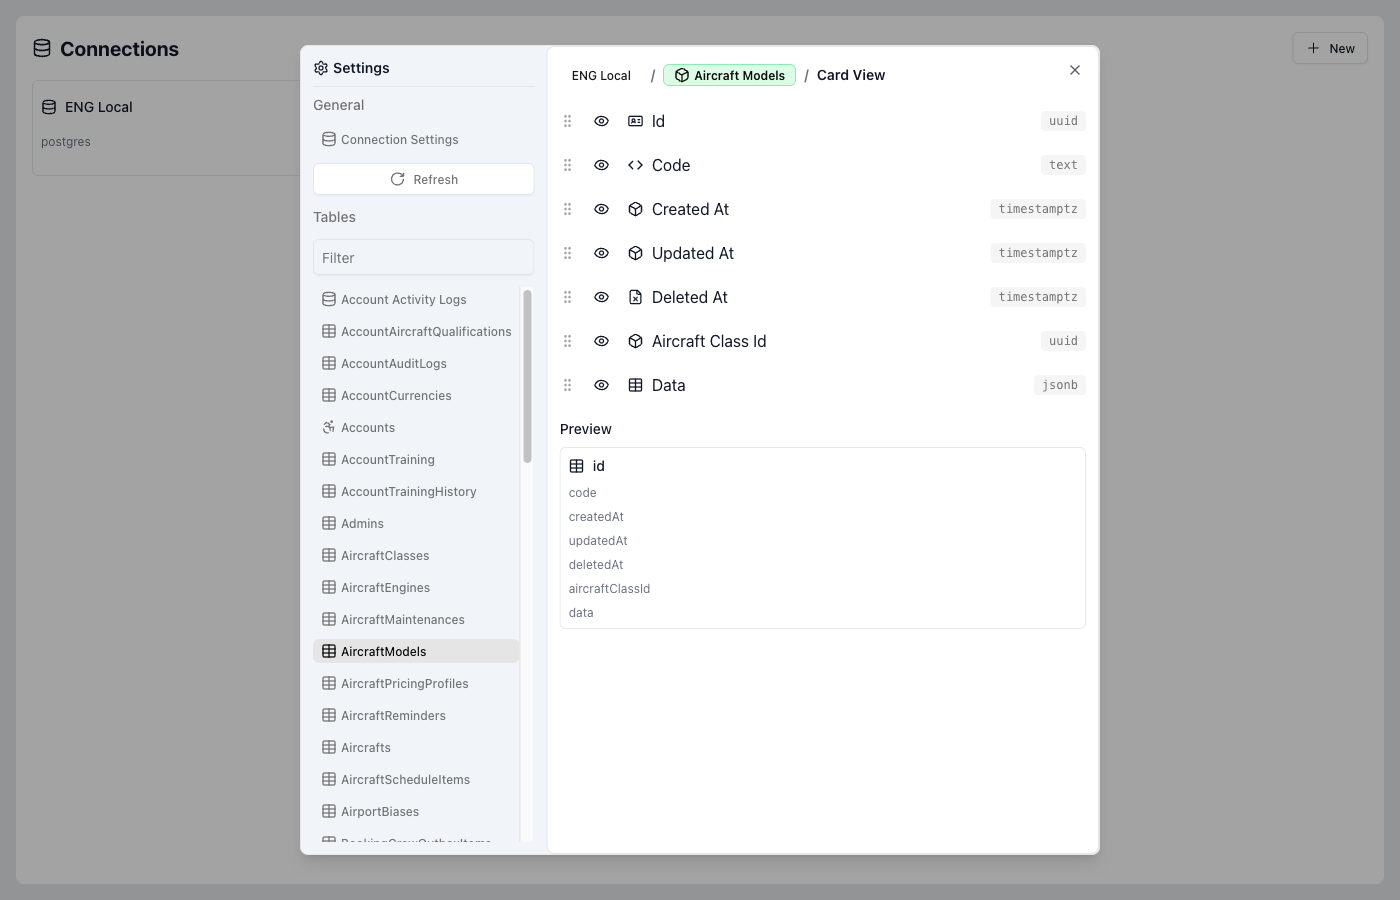 Connections
New
ENG Local
postgres
Settings
General
Connection Settings
Refresh
Tables
Filter
Account Activity Logs
AccountAircraftQualifications
AccountAuditLogs
AccountCurrencies
Accounts
AccountTraining
AccountTrainingHistory
Admins
AircraftClasses
AircraftEngines
AircraftMaintenances
AircraftModels
AircraftPricingProfiles
AircraftReminders
Aircrafts
AircraftScheduleItems
AirportBiases
ENG Local / Aircraft Models / Card View
Id uuid
Code text
Created At timestamptz
Updated At timestamptz
Deleted At timestamptz
Aircraft Class Id uuid
Data jsonb
Preview
id
code
createdAt
updatedAt
deletedAt
aircraftClassId
data